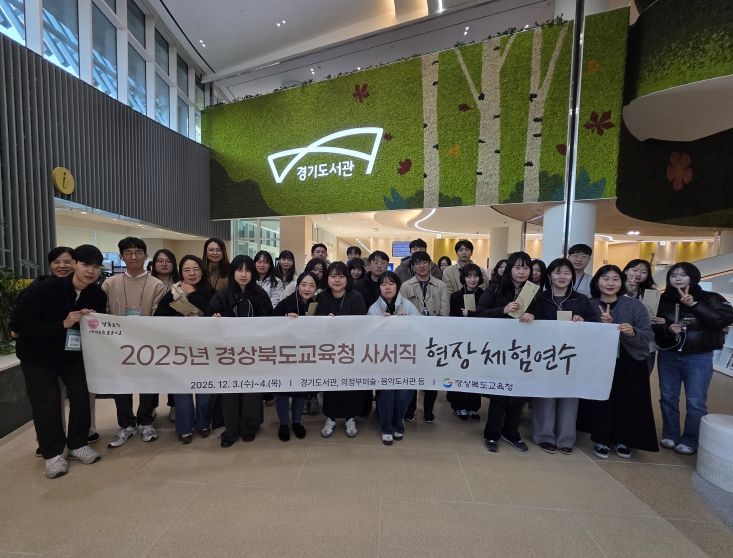 경기도서관
2025년 경상북도교육청 사서직 현장체험연수
2025. 12. 3.(수)~4.(목) | 경기도서관, 의정부미술·음악도서관 등 | 경상북도교육청